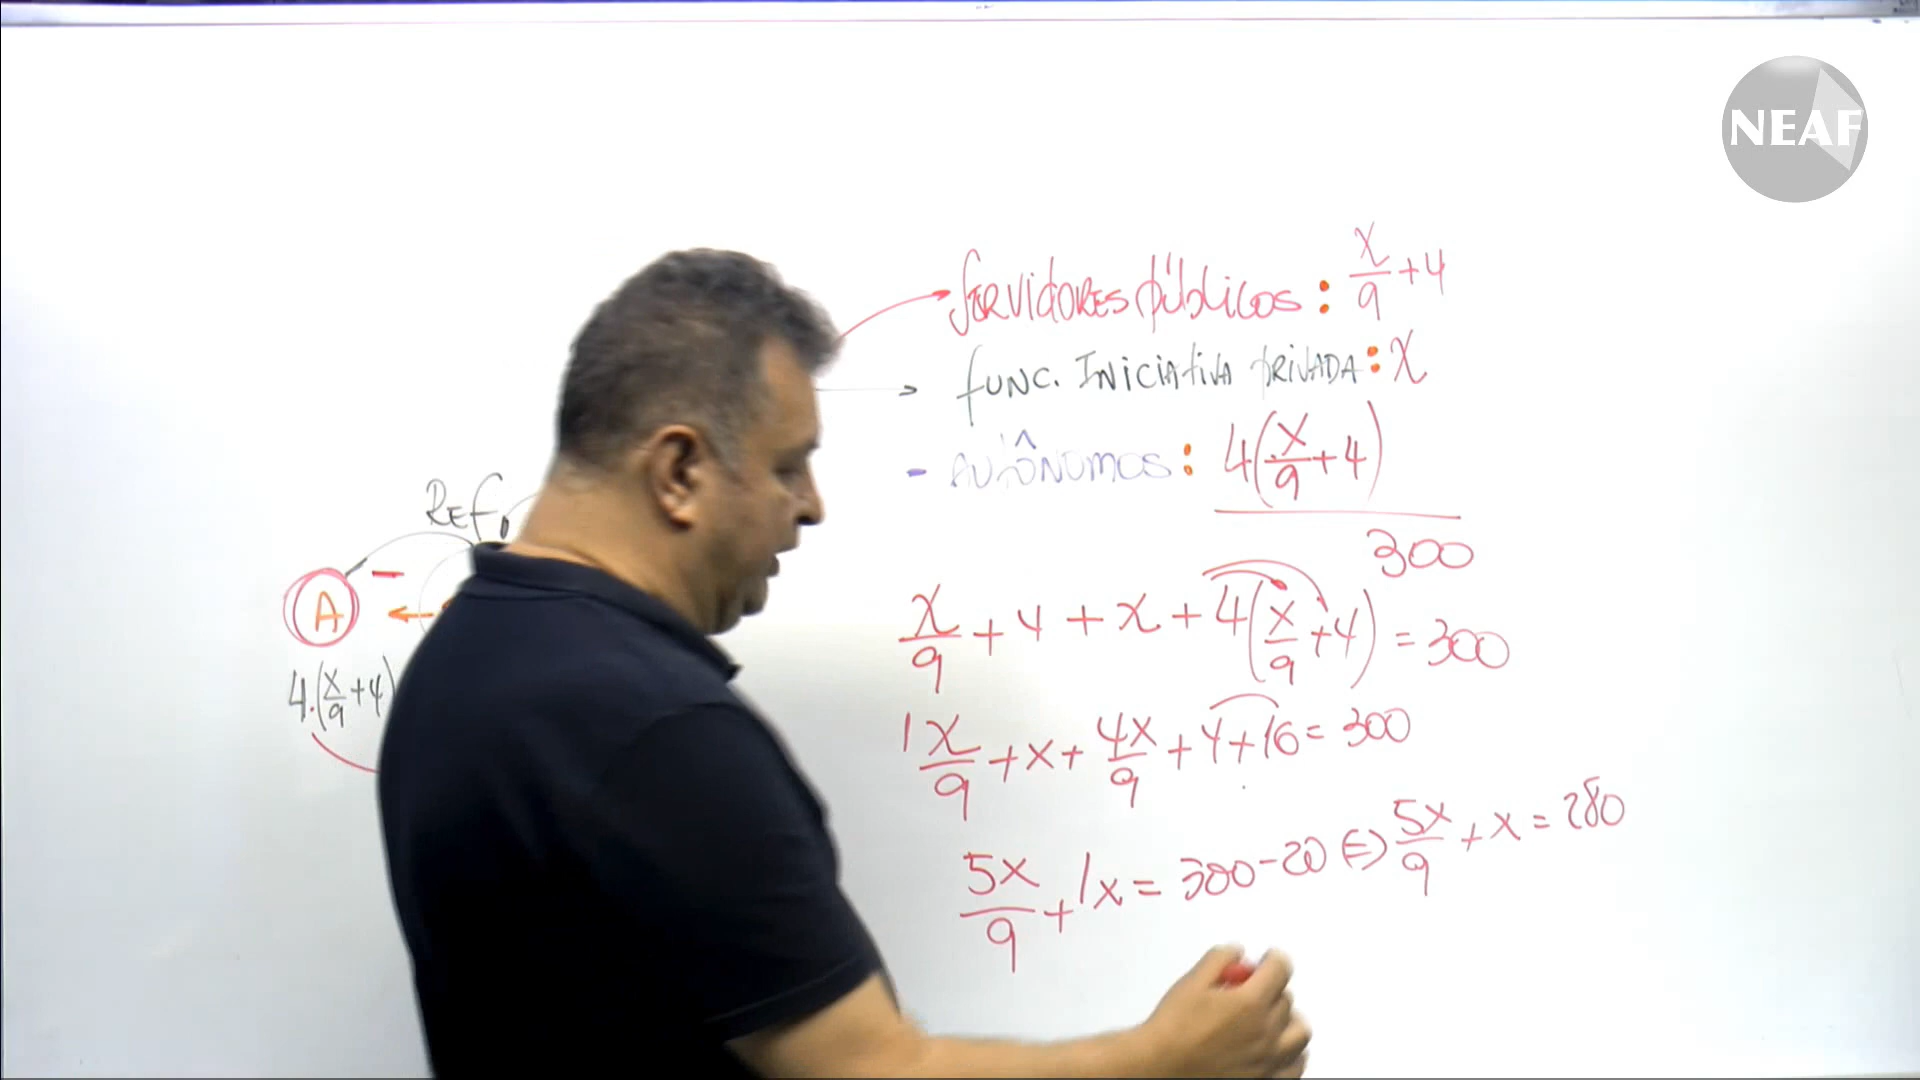 NEAF
SERVIDORES PÚBLICOS: x/9 + 4
FUNC. INICIATIVA PRIVADA: x
- AUTÔNOMOS: 4(x/9 + 4)
300
REF.
A -
4.(x/9 + 4)
x/9 + 4 + x + 4(x/9 + 4) = 300
1x/9 + x + 4x/9 + 4 + 16 = 300
5x/9 + 1x = 300 - 20 ⇔ 5x/9 + x = 280